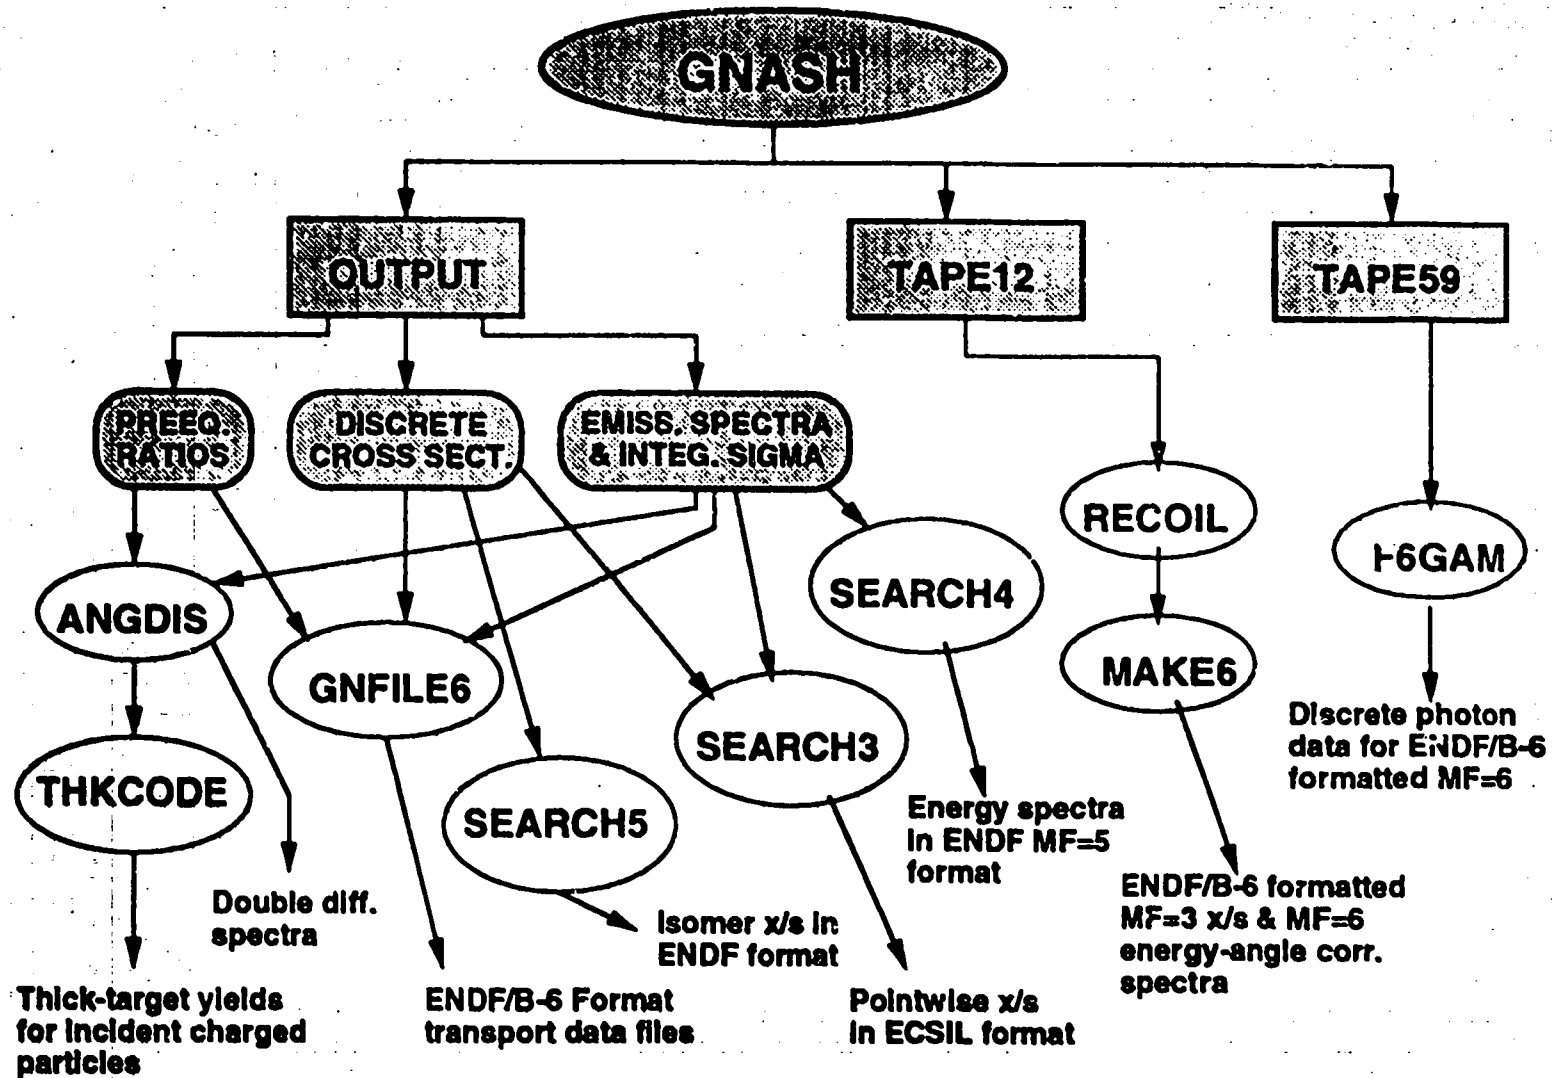 GNASH
OUTPUT
TAPE12
TAPE59
PREEQ.
RATIOS
DISCRETE
CROSS SECT.
EMISS. SPECTRA
& INTEG. SIGMA
RECOIL
F6GAM
SEARCH4
ANGDIS
GNFILE6
MAKE6
SEARCH3
THKCODE
SEARCH5
Discrete photon
data for ENDF/B-6
formatted MF=6
Energy spectra
in ENDF MF=5
format
ENDF/B-6 formatted
MF=3 x/s & MF=6
energy-angle corr.
spectra
Double diff.
spectra
Isomer x/s in
ENDF format
Thick-target yields
for incident charged
particles
ENDF/B-6 Format
transport data files
Pointwise x/s
in ECSIL format